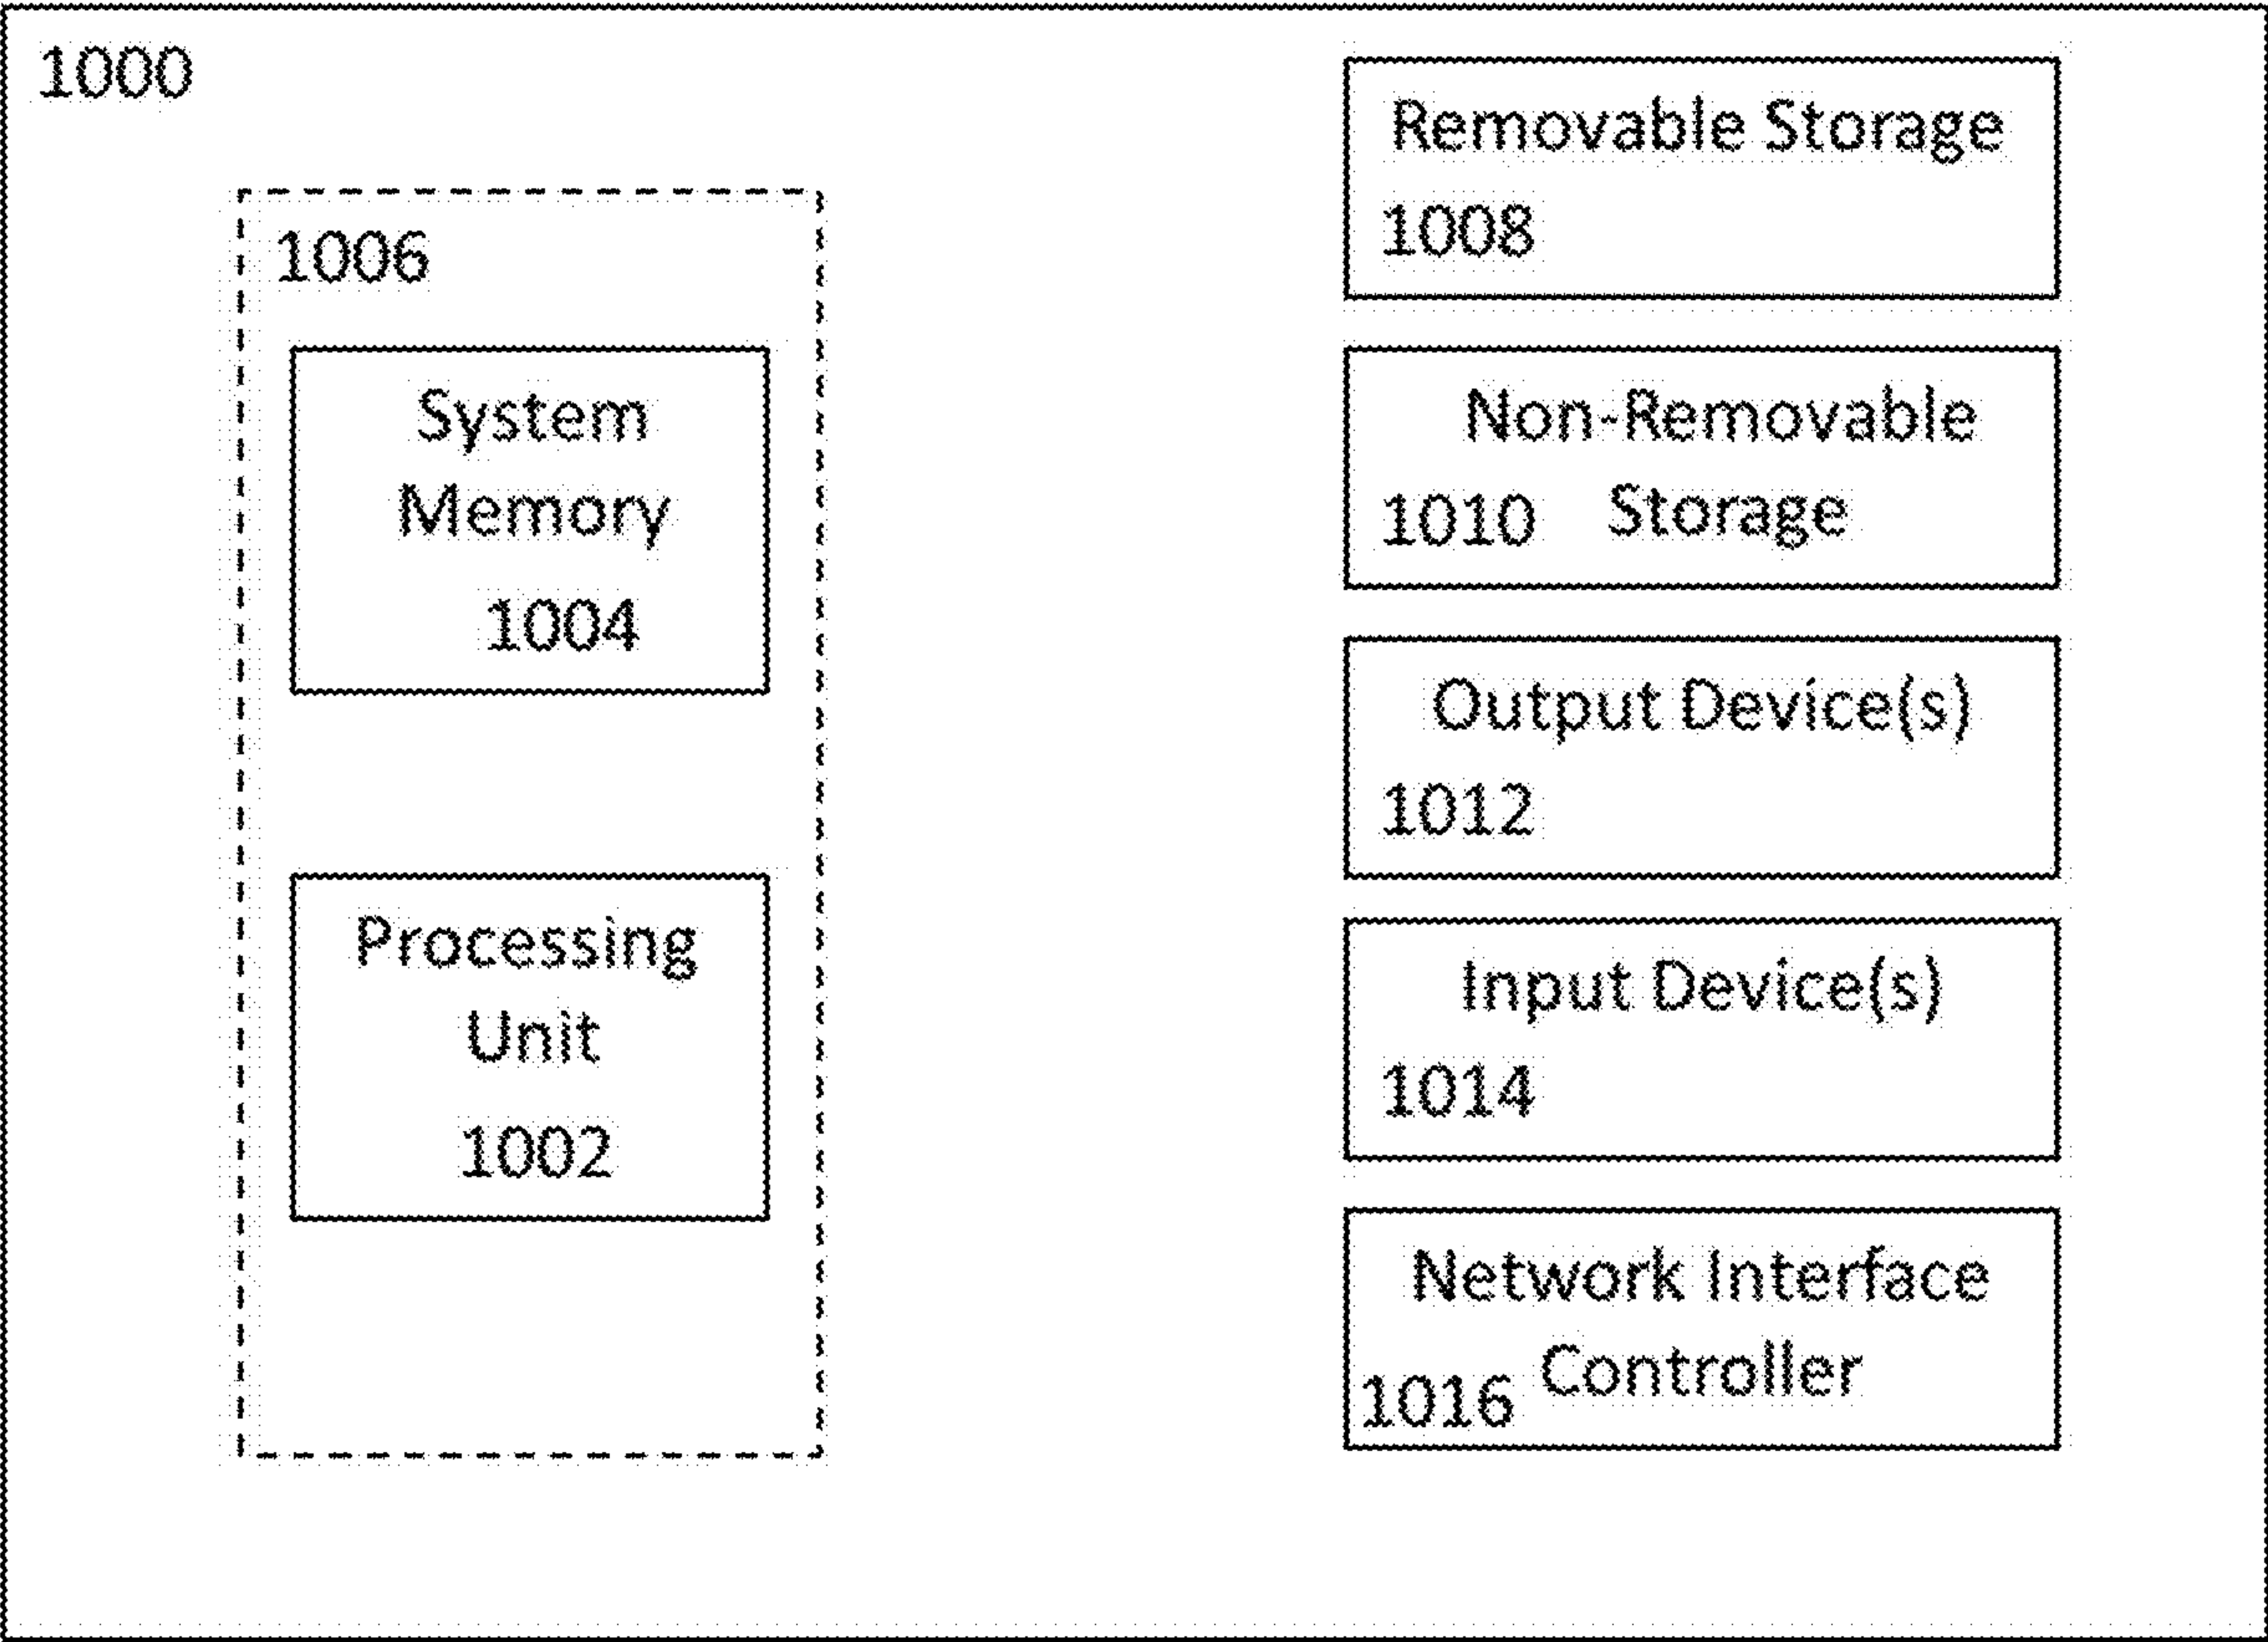 1000
1006
System
Memory
1004
Processing
Unit
1002
Removable Storage
1008
Non-Removable
1010 Storage
Output Device(s)
1012
Input Device(s)
1014
Network Interface
1016 Controller